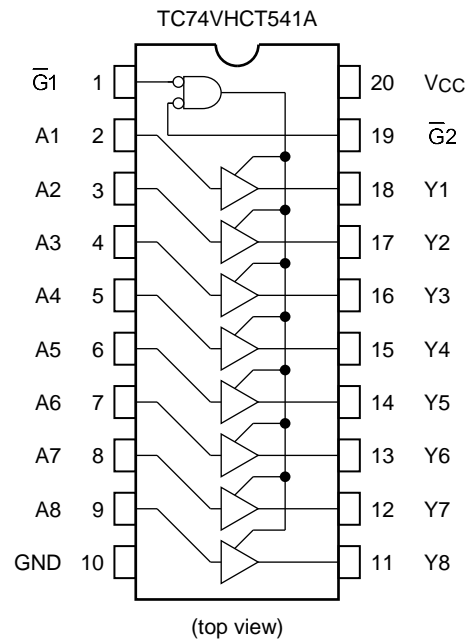 TC74VHCT541A
G̅1 1 20 VCC
A1 2 19 G̅2
A2 3 18 Y1
A3 4 17 Y2
A4 5 16 Y3
A5 6 15 Y4
A6 7 14 Y5
A7 8 13 Y6
A8 9 12 Y7
GND 10 11 Y8
(top view)